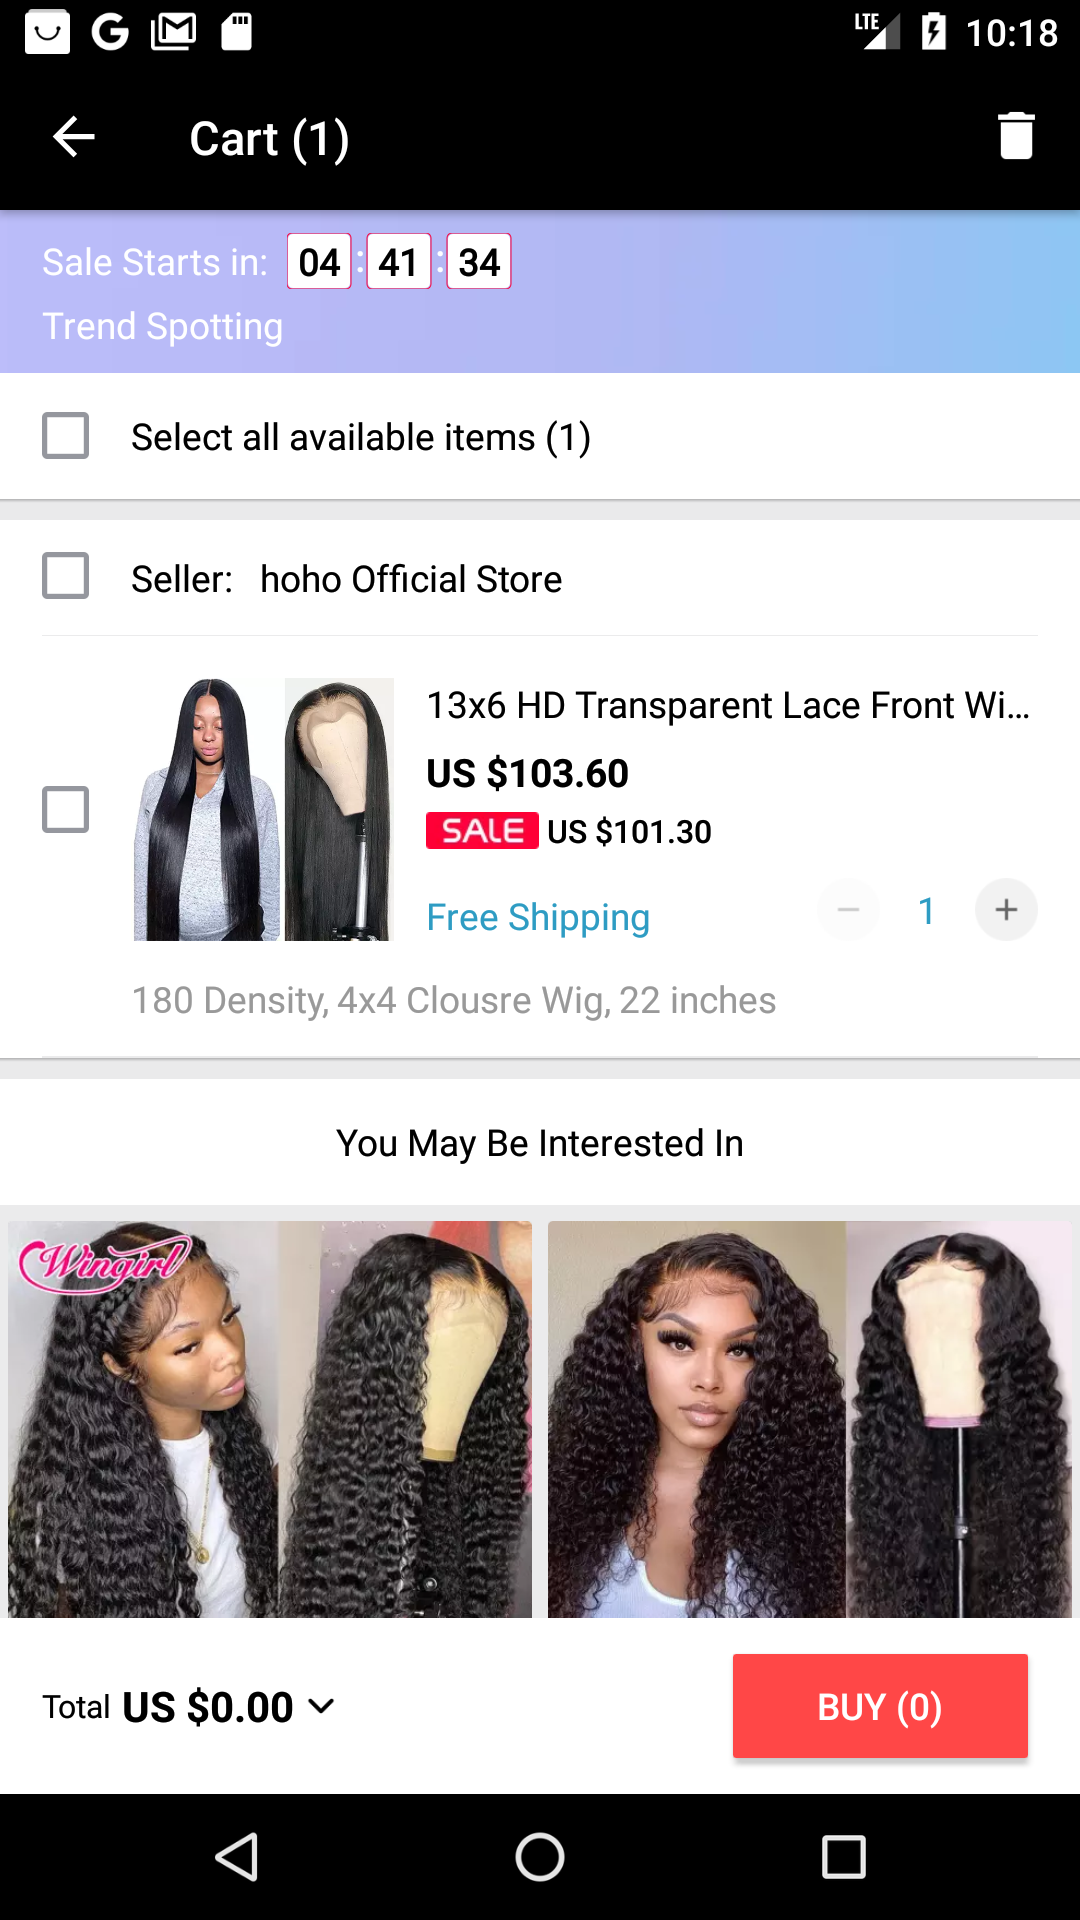 LTE 10:18
Cart (1)
Sale Starts in: 04 : 41 : 34
Trend Spotting
Select all available items (1)
Seller: hoho Official Store
13x6 HD Transparent Lace Front Wi...
US $103.60
SALE US $101.30
Free Shipping
1
180 Density, 4x4 Clousre Wig, 22 inches
You May Be Interested In
Wingirl
Total US $0.00
BUY (0)